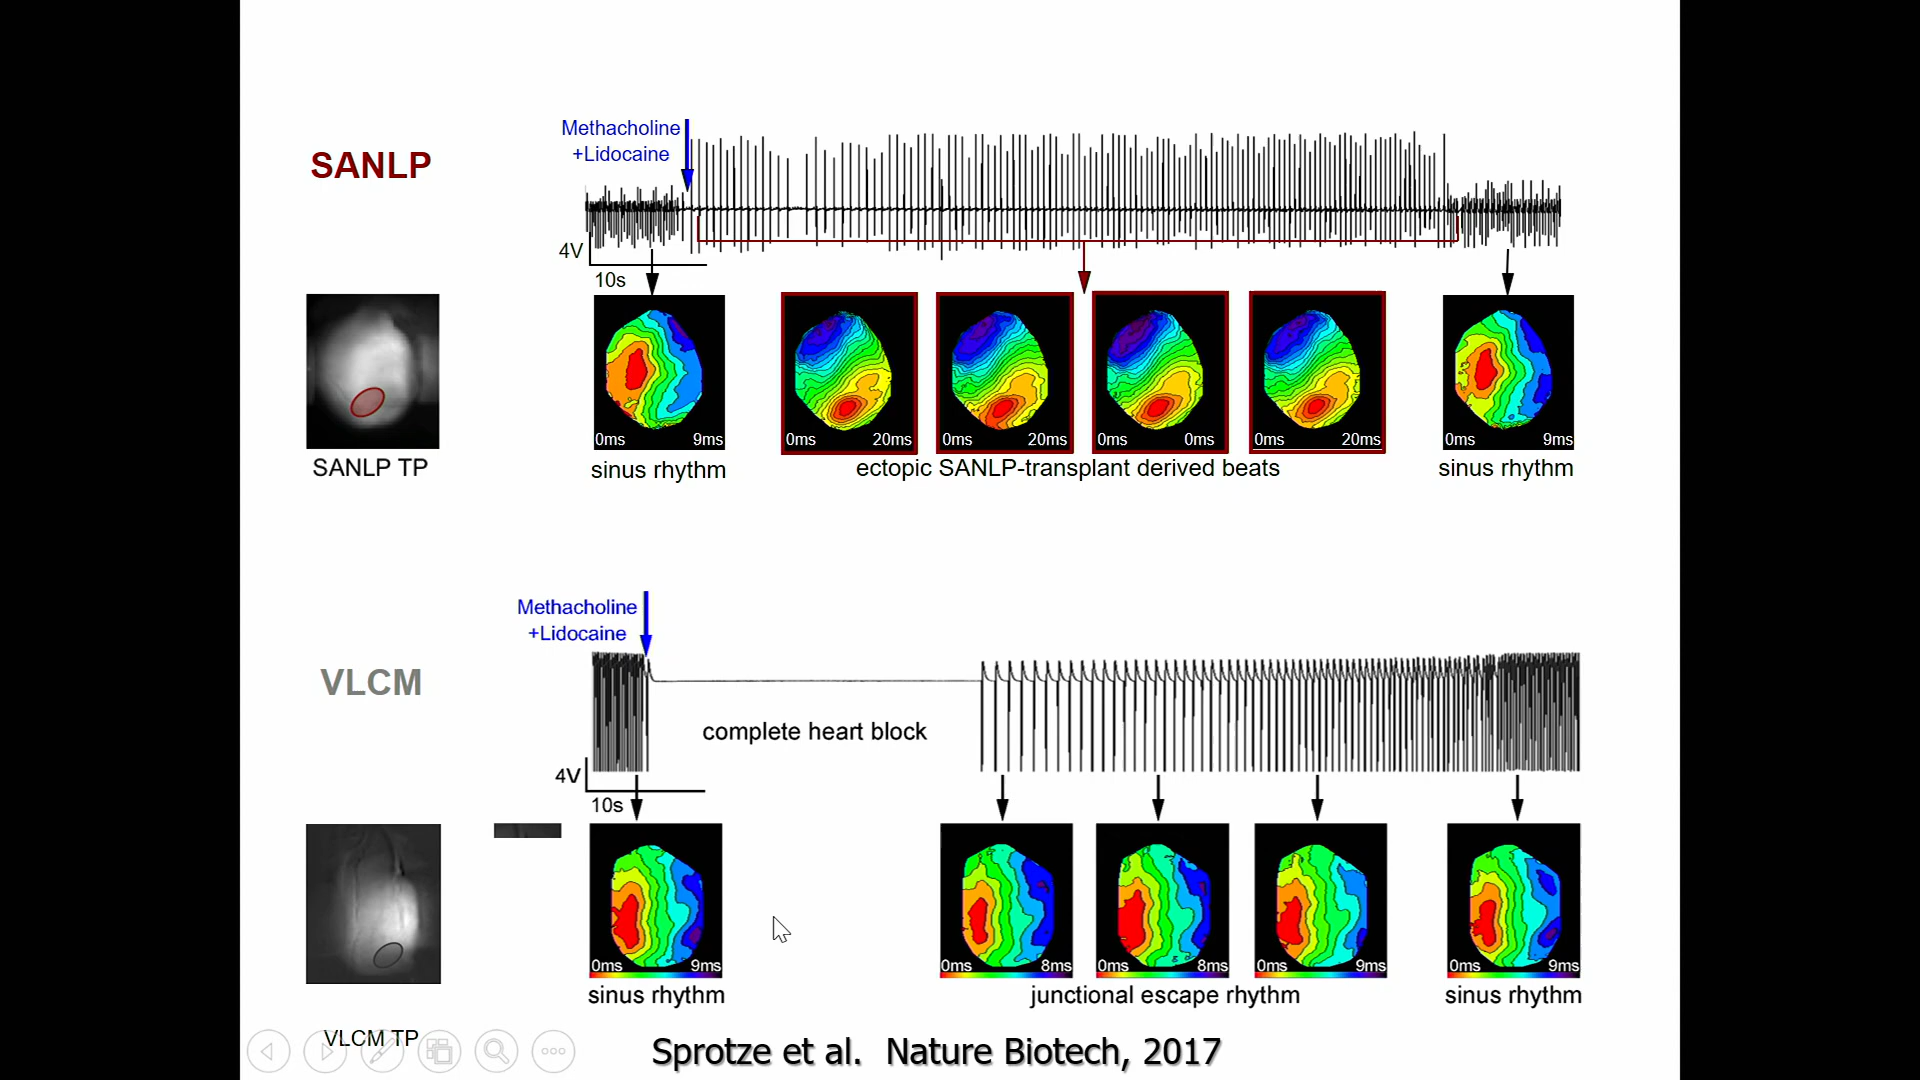 Methacholine
+Lidocaine
SANLP
4V
10s
0ms 9ms
0ms 20ms
0ms 20ms
0ms 0ms
0ms 20ms
0ms 9ms
SANLP TP
sinus rhythm
ectopic SANLP-transplant derived beats
sinus rhythm
Methacholine
+Lidocaine
VLCM
complete heart block
4V
10s
0ms 9ms
0ms 8ms
0ms 8ms
0ms 9ms
0ms 9ms
sinus rhythm
junctional escape rhythm
sinus rhythm
VLCM TP
Sprotze et al. Nature Biotech, 2017